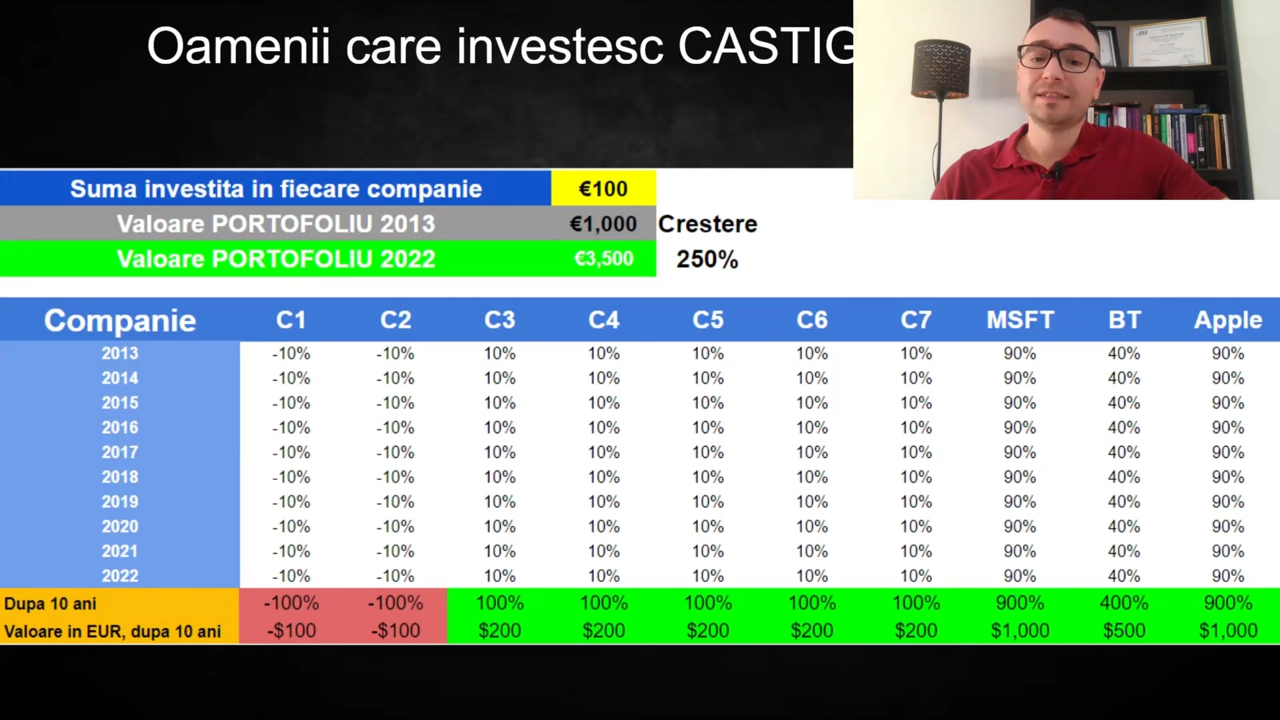 Oamenii care investesc CASTIG
Suma investita in fiecare companie €100
Valoare PORTOFOLIU 2013 €1,000 Crestere
Valoare PORTOFOLIU 2022 €3,500 250%
Companie C1 C2 C3 C4 C5 C6 C7 MSFT BT Apple
2013 -10% -10% 10% 10% 10% 10% 10% 90% 40% 90%
2014 -10% -10% 10% 10% 10% 10% 10% 90% 40% 90%
2015 -10% -10% 10% 10% 10% 10% 10% 90% 40% 90%
2016 -10% -10% 10% 10% 10% 10% 10% 90% 40% 90%
2017 -10% -10% 10% 10% 10% 10% 10% 90% 40% 90%
2018 -10% -10% 10% 10% 10% 10% 10% 90% 40% 90%
2019 -10% -10% 10% 10% 10% 10% 10% 90% 40% 90%
2020 -10% -10% 10% 10% 10% 10% 10% 90% 40% 90%
2021 -10% -10% 10% 10% 10% 10% 10% 90% 40% 90%
2022 -10% -10% 10% 10% 10% 10% 10% 90% 40% 90%
Dupa 10 ani -100% -100% 100% 100% 100% 100% 100% 900% 400% 900%
Valoare in EUR, dupa 10 ani -$100 -$100 $200 $200 $200 $200 $200 $1,000 $500 $1,000